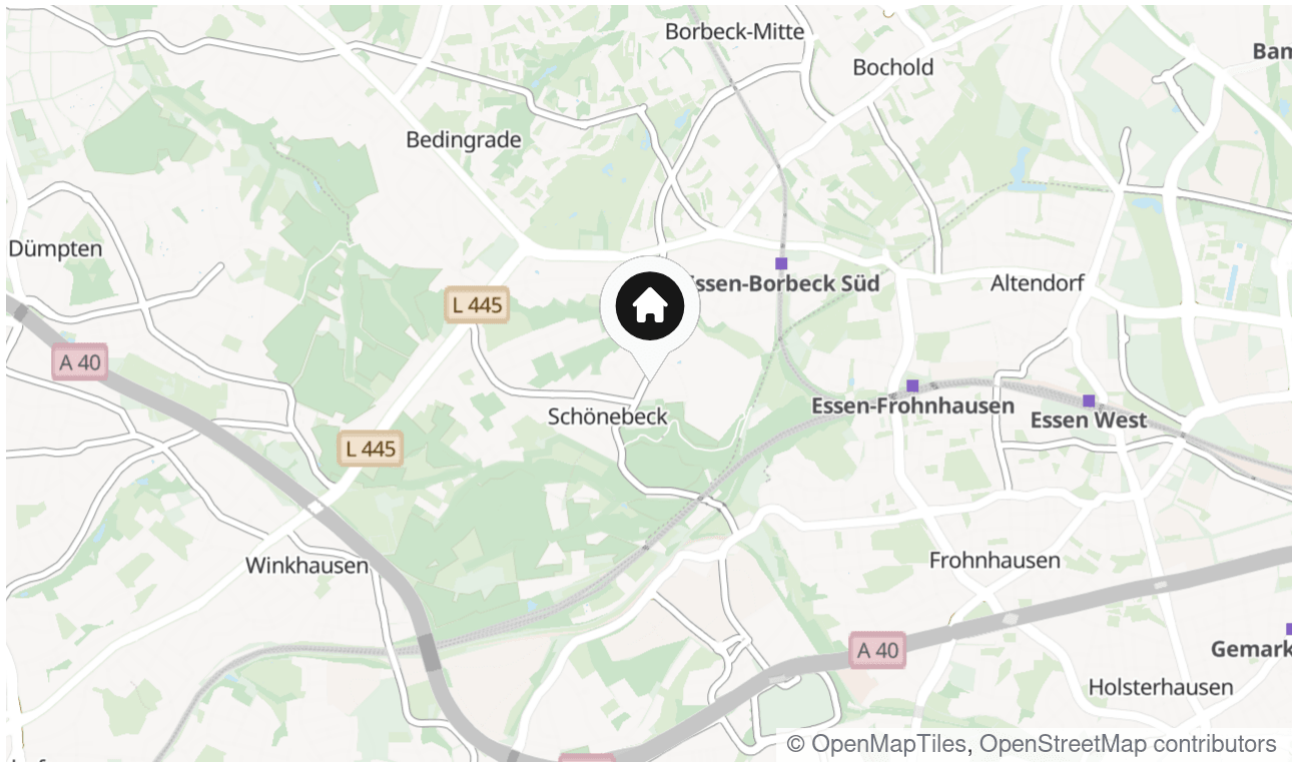 Borbeck-Mitte
Bochold
Bam
Bedingrade
Dümpten
ssen-Borbeck Süd
Altendorf
L 445
A 40
Essen-Frohnhausen
Essen West
Schönebeck
L 445
Winkhausen
Frohnhausen
A 40
Gemark
Holsterhausen
© OpenMapTiles, OpenStreetMap contributors